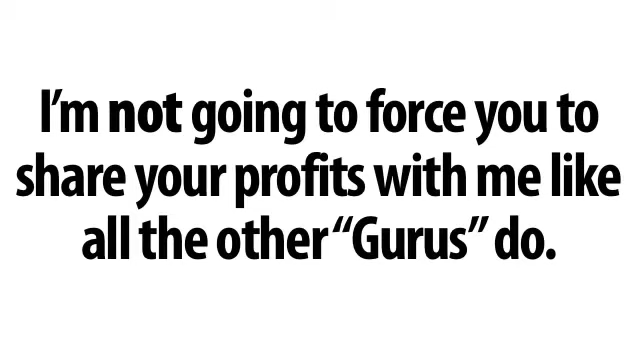 I’m not going to force you to
share your profits with me like
all the other “Gurus” do.